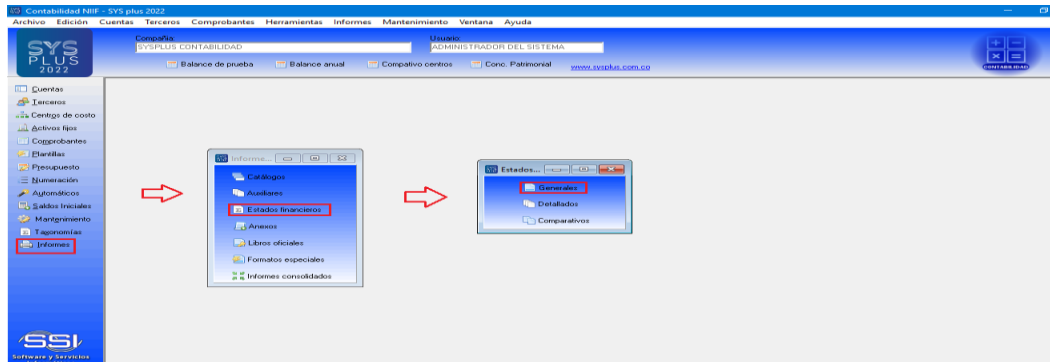 Contabilidad NIIF - SYS plus 2022
Archivo Edición Cuentas Terceros Comprobantes Herramientas Informes Mantenimiento Ventana Ayuda
SYS
PLUS
2022
Compañia:
SYSPLUS CONTABILIDAD
Usuario:
ADMINISTRADOR DEL SISTEMA
Balance de prueba Balance anual Compativo centros Conc. Patrimonial www.sysplus.com.co
CONTABILIDAD
Cuentas
Terceros
Centros de costo
Activos fijos
Comprobantes
Plantillas
Presupuesto
Numeración
Automáticos
Saldos Iniciales
Mantenimiento
Taxonomías
Informes
SSI
Software y Servicios
Informe...
Catálogos
Auxiliares
Estados financieros
Anexos
Libros oficiales
Formatos especiales
Informes consolidados
Estados...
Generales
Detallados
Comparativos